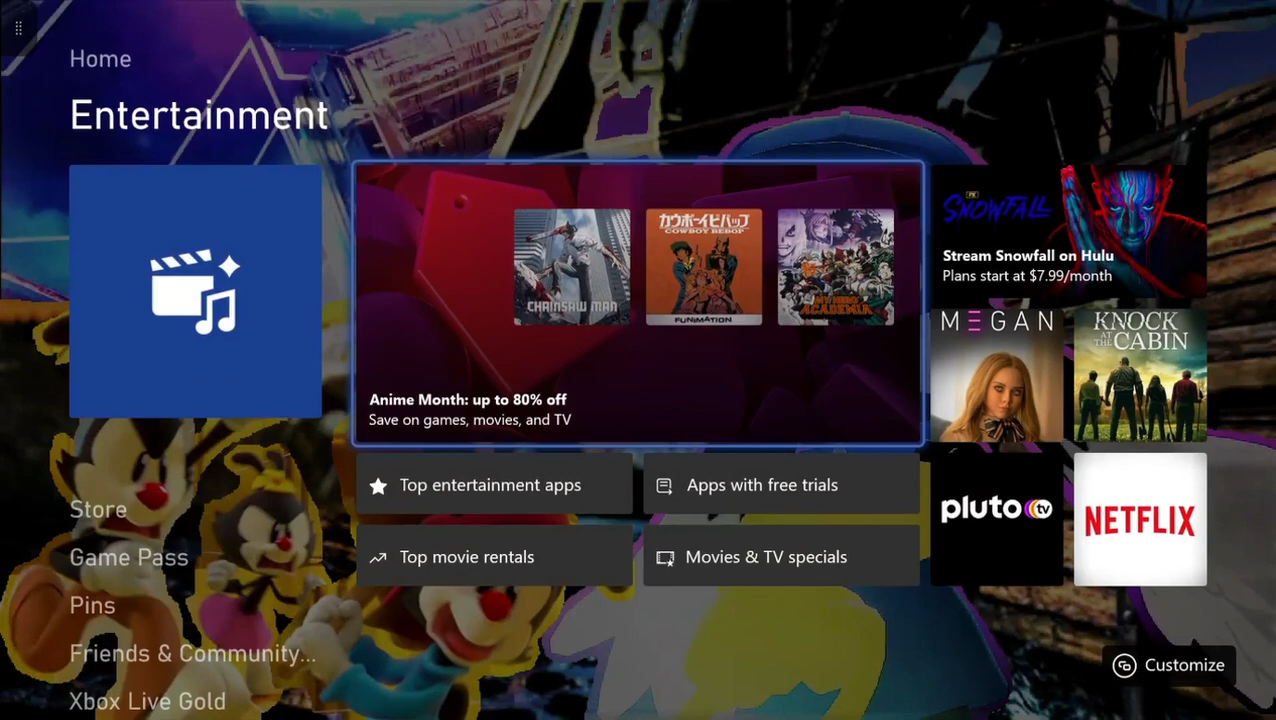 Home
Entertainment
CHAINSAW MAN
カウボーイビバップ
COWBOY BEBOP
FUNIMATION
MY HERO
ACADEMIA
Anime Month: up to 80% off
Save on games, movies, and TV
FX
SNOWFALL
Stream Snowfall on Hulu
Plans start at $7.99/month
M≡GAN
KNOCK
AT THE CABIN
Top entertainment apps
Apps with free trials
Top movie rentals
Movies & TV specials
pluto tv
NETFLIX
Store
Game Pass
Pins
Friends & Community...
Xbox Live Gold
Customize